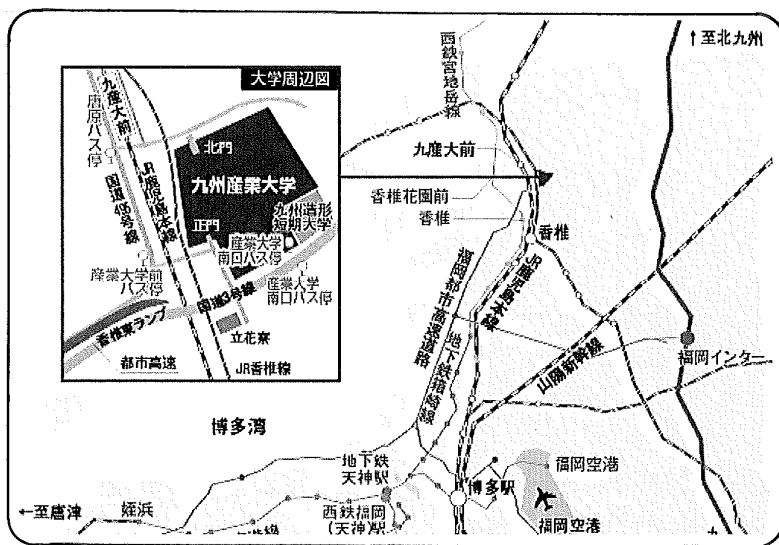 ↑至北九州
西鉄宮地岳線
大学周辺図
九産大前
唐原バス停
国道495号線
JR鹿児島本線
北門
九州産業大学
正門
九州造形
短期大学
産業大学
南口バス停
産業大学
南口バス停
産業大学前
バス停
国道3号線
香椎東ランプ
都市高速
立花寮
JR香椎線
九産大前
香椎花園前
香椎
香椎
JR鹿児島本線
福岡都市高速道路
地下鉄箱崎線
山陽新幹線
福岡インター
博多湾
地下鉄
天神駅
西鉄福岡
(天神)駅
博多駅
福岡空港
福岡空港
←至唐津
姪浜